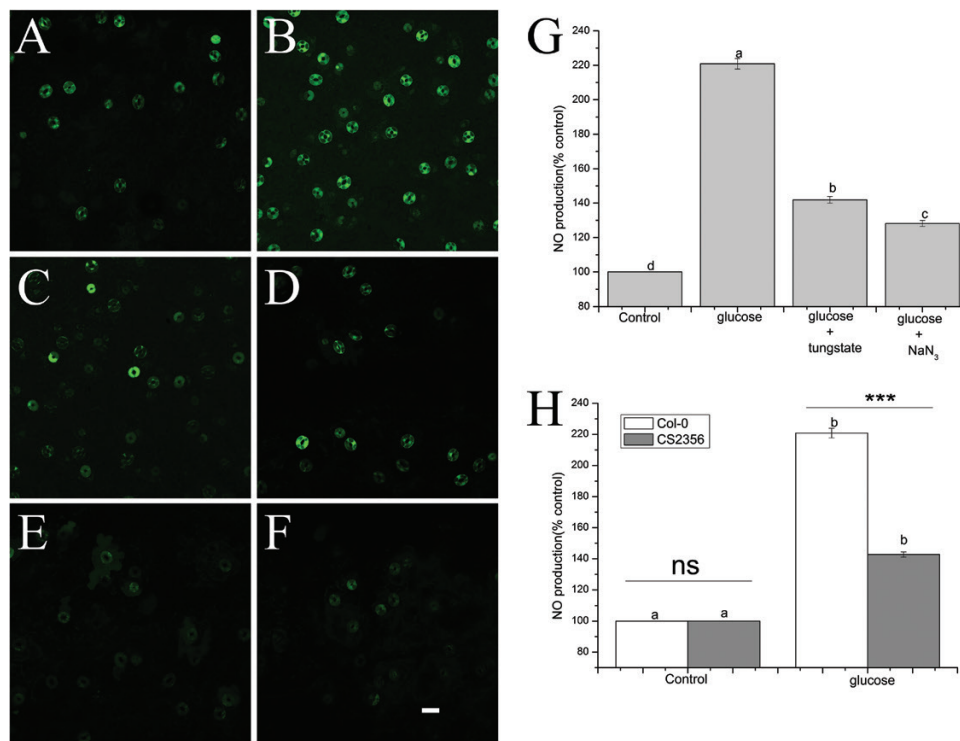 A
B
C
D
E
F
G
NO production(% control)
220
200
180
160
140
120
100
80
a
b
c
d
Control
glucose
glucose
+
tungstate
glucose
+
NaN₃
H
NO production(% control)
240
220
200
180
160
140
120
100
80
Col-0
CS2356
***
b
b
ns
a a
Control
glucose